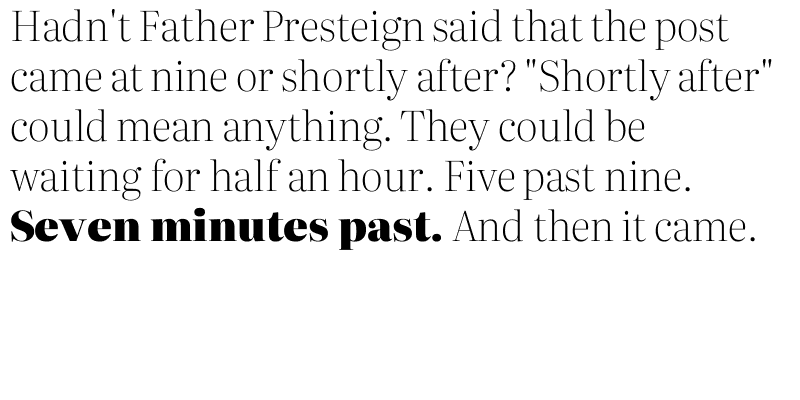 Hadn't Father Presteign said that the post
came at nine or shortly after? "Shortly after"
could mean anything. They could be
waiting for half an hour. Five past nine.
Seven minutes past. And then it came.